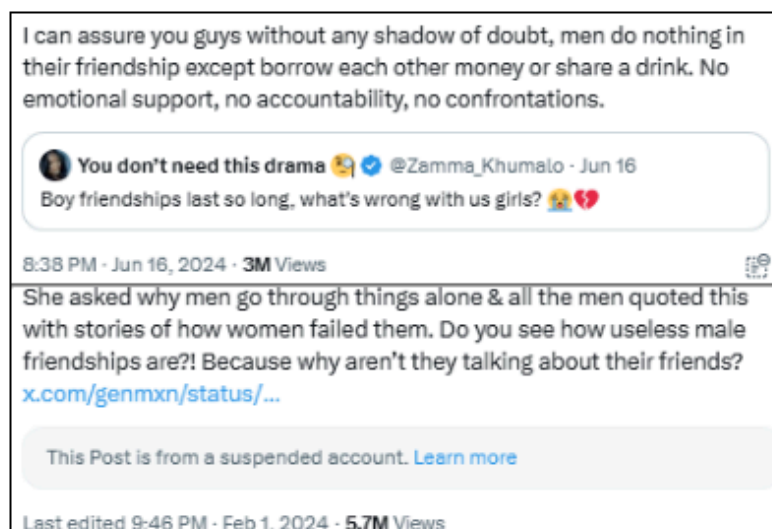 I can assure you guys without any shadow of doubt, men do nothing in
their friendship except borrow each other money or share a drink. No
emotional support, no accountability, no confrontations.
You don't need this drama 🧐 @Zamma_Khumalo · Jun 16
Boy friendships last so long, what's wrong with us girls? 😭💔
8:38 PM · Jun 16, 2024 · 3M Views
She asked why men go through things alone & all the men quoted this
with stories of how women failed them. Do you see how useless male
friendships are?! Because why aren't they talking about their friends?
x.com/genmxn/status/...
This Post is from a suspended account. Learn more
Last edited 9:46 PM · Feb 1, 2024 · 5.7M Views